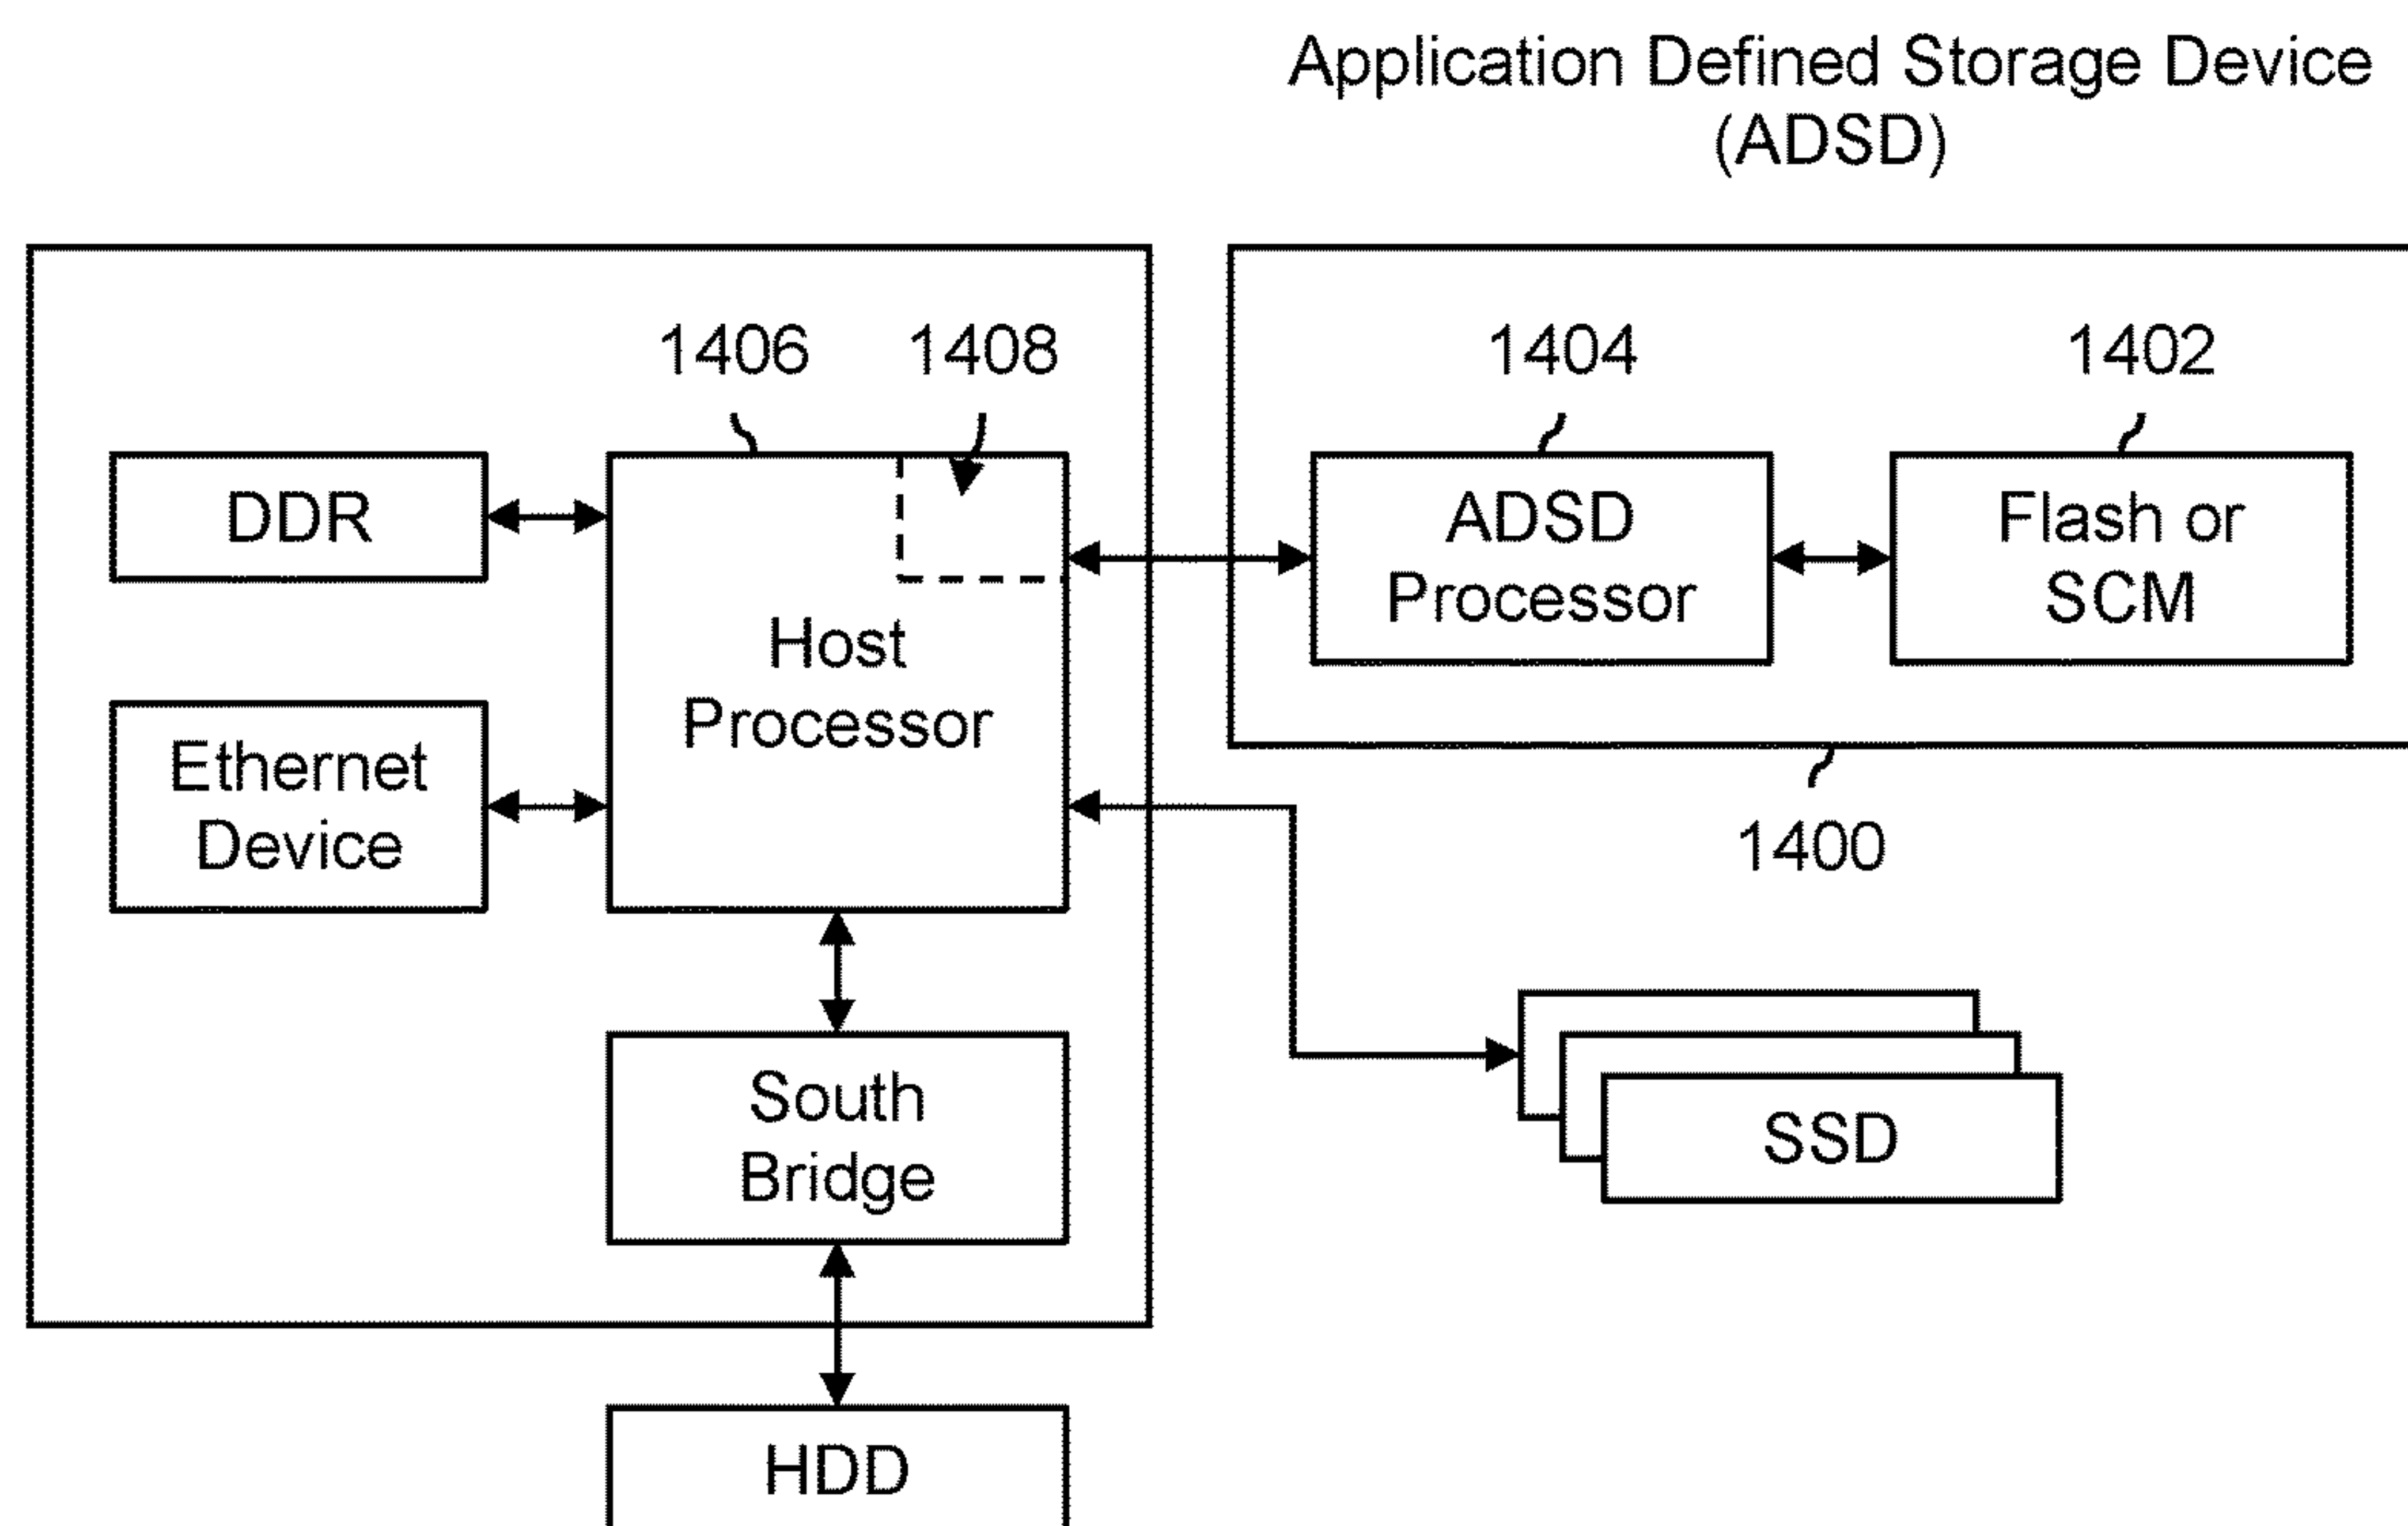 Application Defined Storage Device
(ADSD)
1406
1408
1404
1402
DDR
Host
Processor
ADSD
Processor
Flash or
SCM
Ethernet
Device
1400
South
Bridge
SSD
HDD